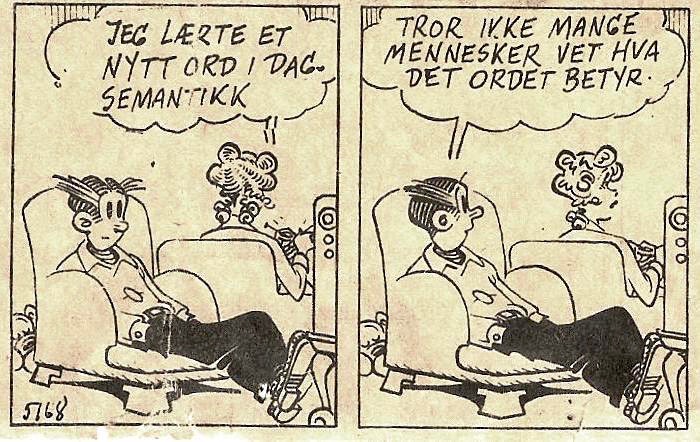 JEG LÆRTE ET
NYTT ORD I DAG-
SEMANTIKK
TROR IKKE MANGE
MENNESKER VET HVA
DET ORDET BETYR.
5168